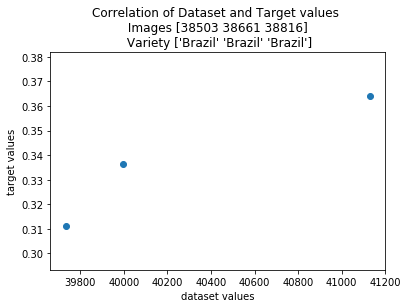 Correlation of Dataset and Target values
Images [38503 38661 38816]
Variety ['Brazil' 'Brazil' 'Brazil']
0.38
0.37
0.36
0.35
0.34
0.33
0.32
0.31
0.30
target values
39800 40000 40200 40400 40600 40800 41000 41200
dataset values